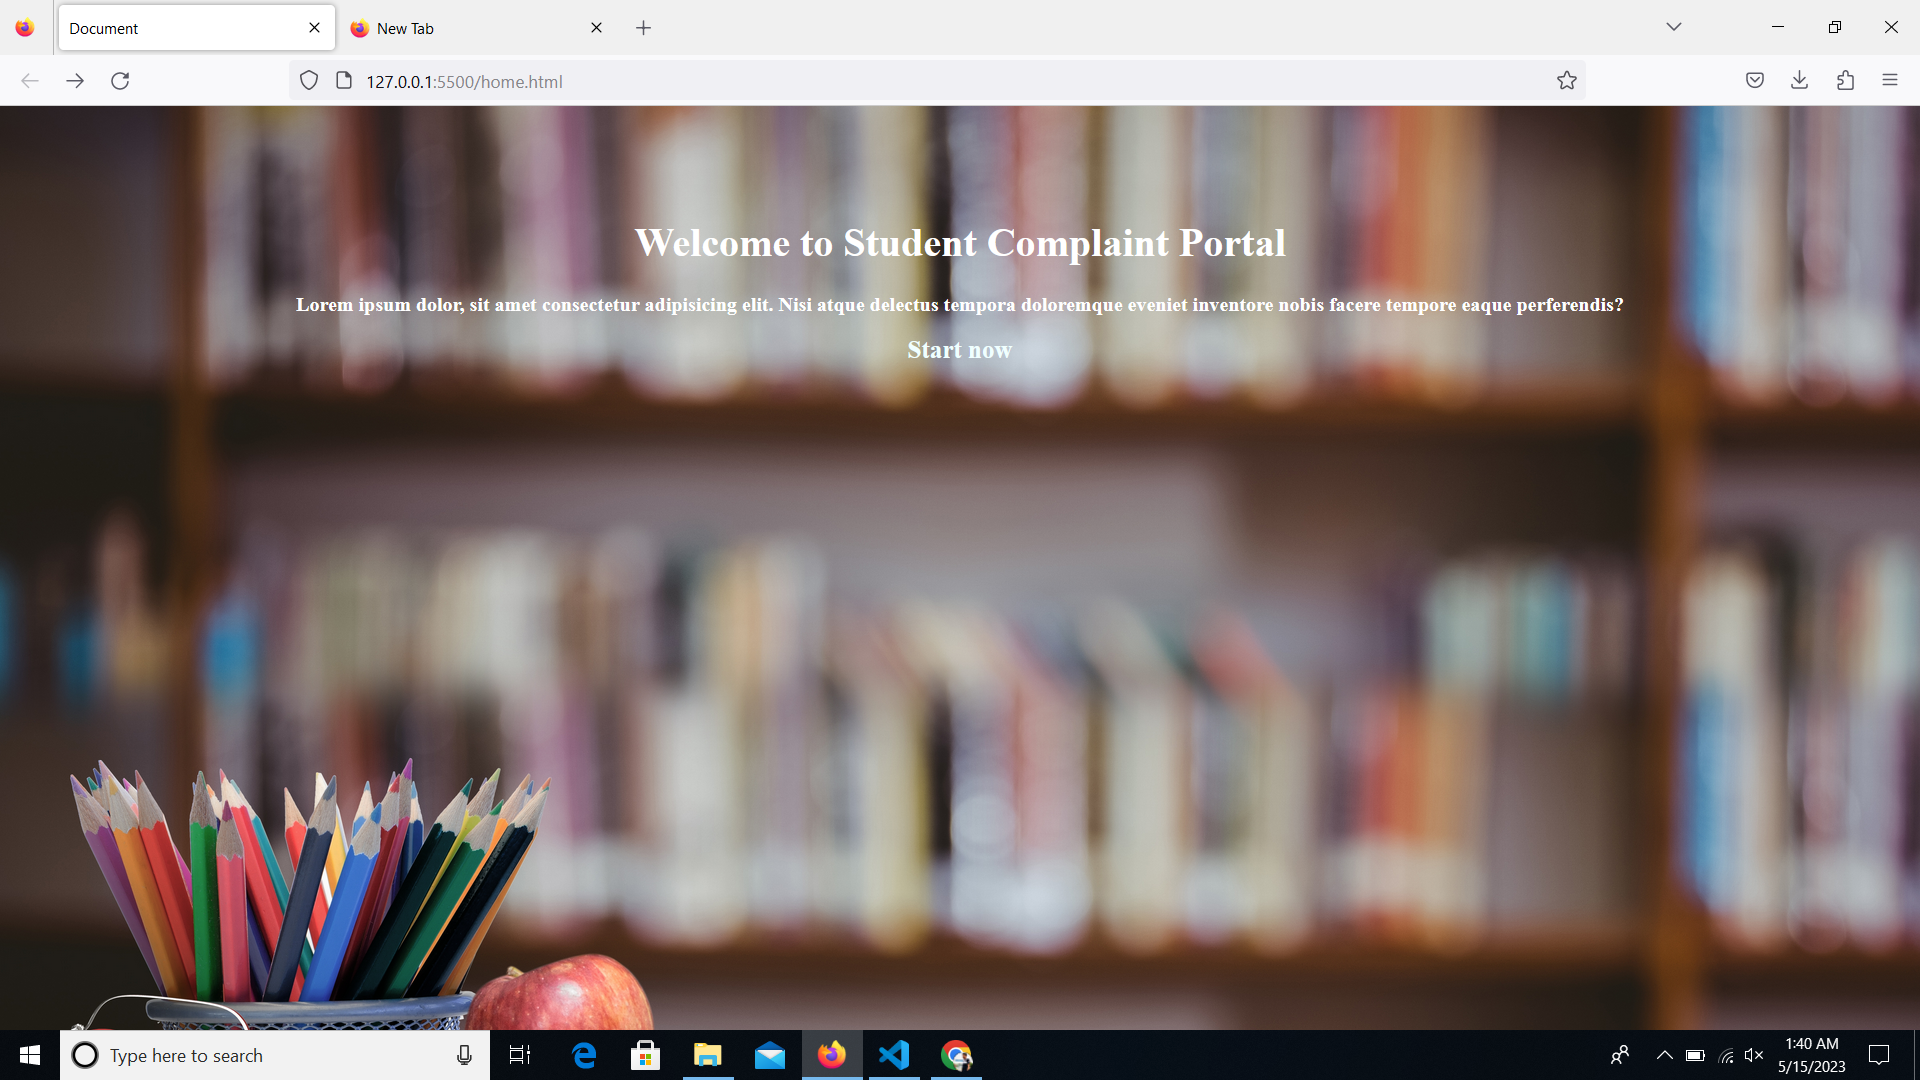 Document
New Tab
127.0.0.1:5500/home.html
Welcome to Student Complaint Portal
Lorem ipsum dolor, sit amet consectetur adipisicing elit. Nisi atque delectus tempora doloremque eveniet inventore nobis facere tempore eaque perferendis?
Start now
Type here to search
1:40 AM
5/15/2023